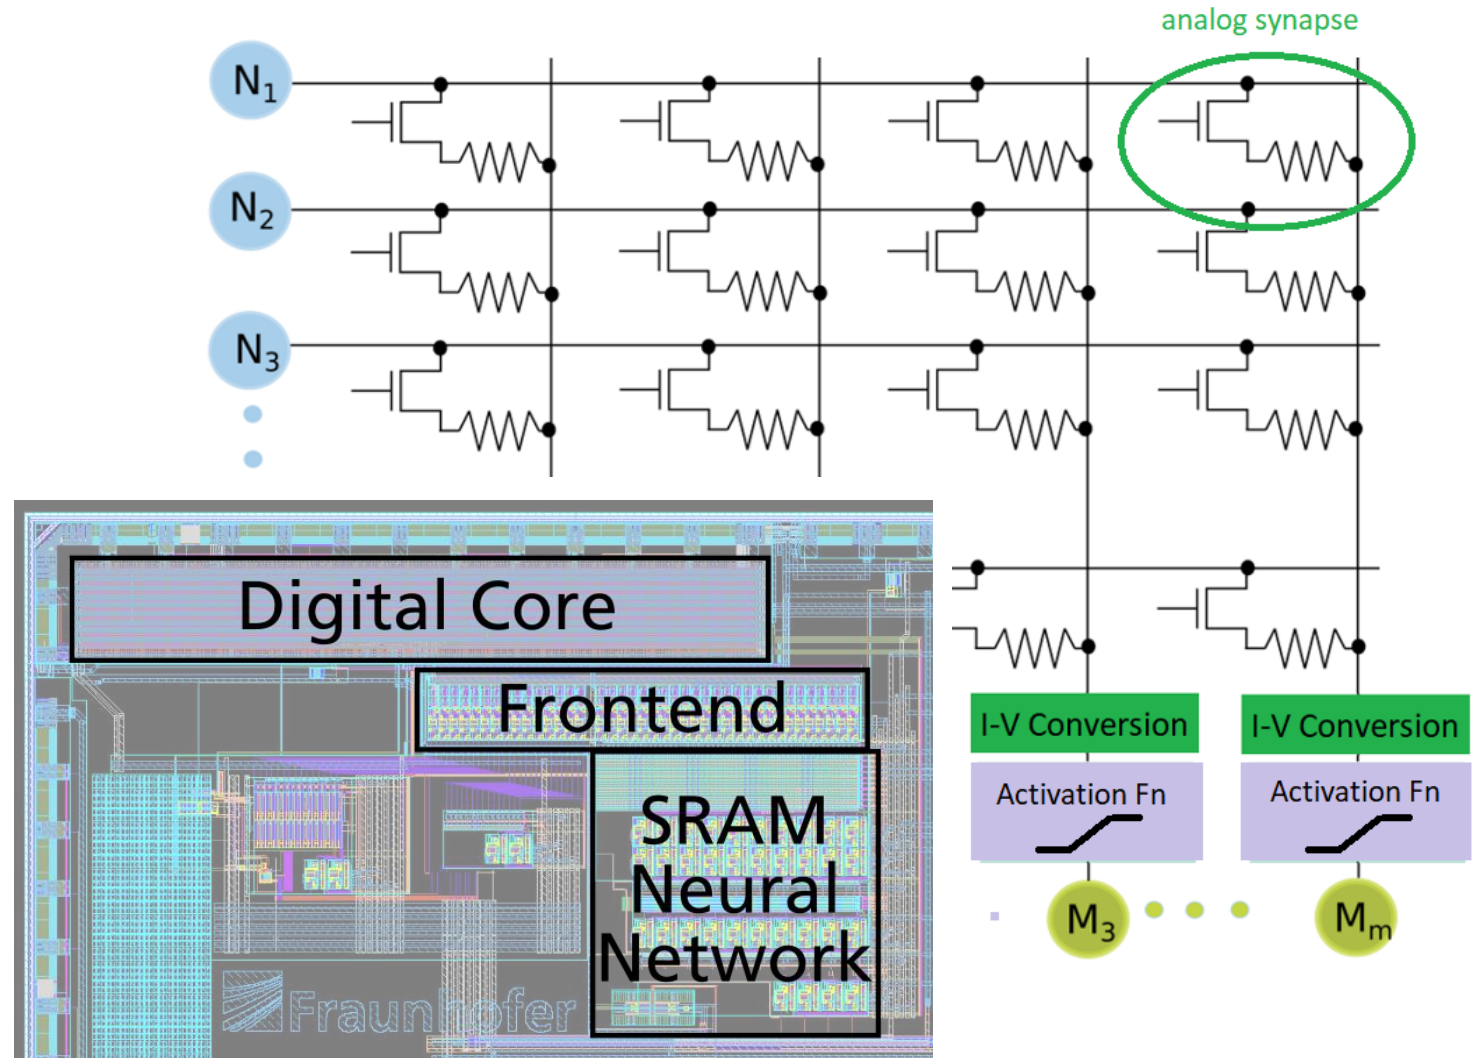 analog synapse
N1
N2
N3
Digital Core
Frontend
SRAM
Neural
Network
Fraunhofer
I-V Conversion
I-V Conversion
Activation Fn
Activation Fn
M3
Mm